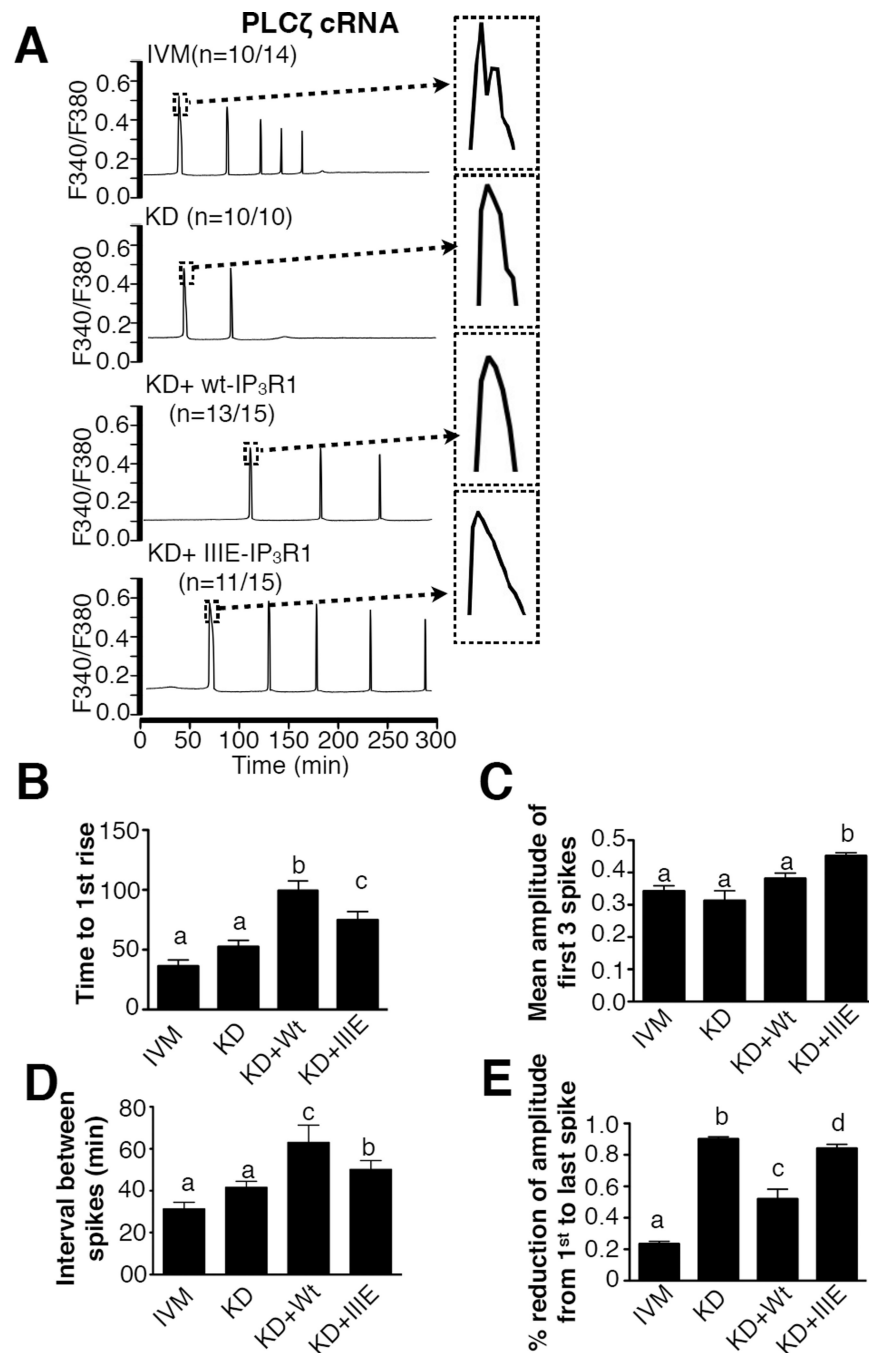 A
PLCζ cRNA
IVM(n=10/14)
F340/F380
0.6
0.4
0.2
0.0
KD (n=10/10)
F340/F380
0.6
0.4
0.2
0.0
KD+ wt-IP₃R1
(n=13/15)
F340/F380
0.6
0.4
0.2
0.0
KD+ IIIE-IP₃R1
(n=11/15)
F340/F380
0.6
0.4
0.2
0.0
0 50 100 150 200 250 300
Time (min)
B
Time to 1st rise
150
100
50
0
a a b c
IVM KD KD+Wt KD+IIIE
C
Mean amplitude of
first 3 spikes
0.5
0.4
0.3
0.2
0.1
0.0
a a a b
IVM KD KD+Wt KD+IIIE
D
Interval between
spikes (min)
80
60
40
20
00
a a c b
IVM KD KD+Wt KD+IIIE
E
% reduction of amplitude
from 1st to last spike
1.0
0.8
0.6
0.4
0.2
0
a b c d
IVM KD KD+Wt KD+IIIE